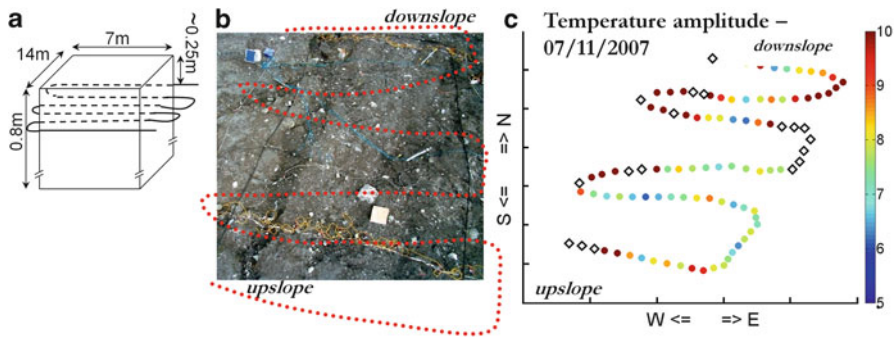 a
7m
14m
~0.25m
0.8m
b
downslope
upslope
c
Temperature amplitude –
07/11/2007
downslope
upslope
S <= => N
W <= => E
10
9
8
7
6
5